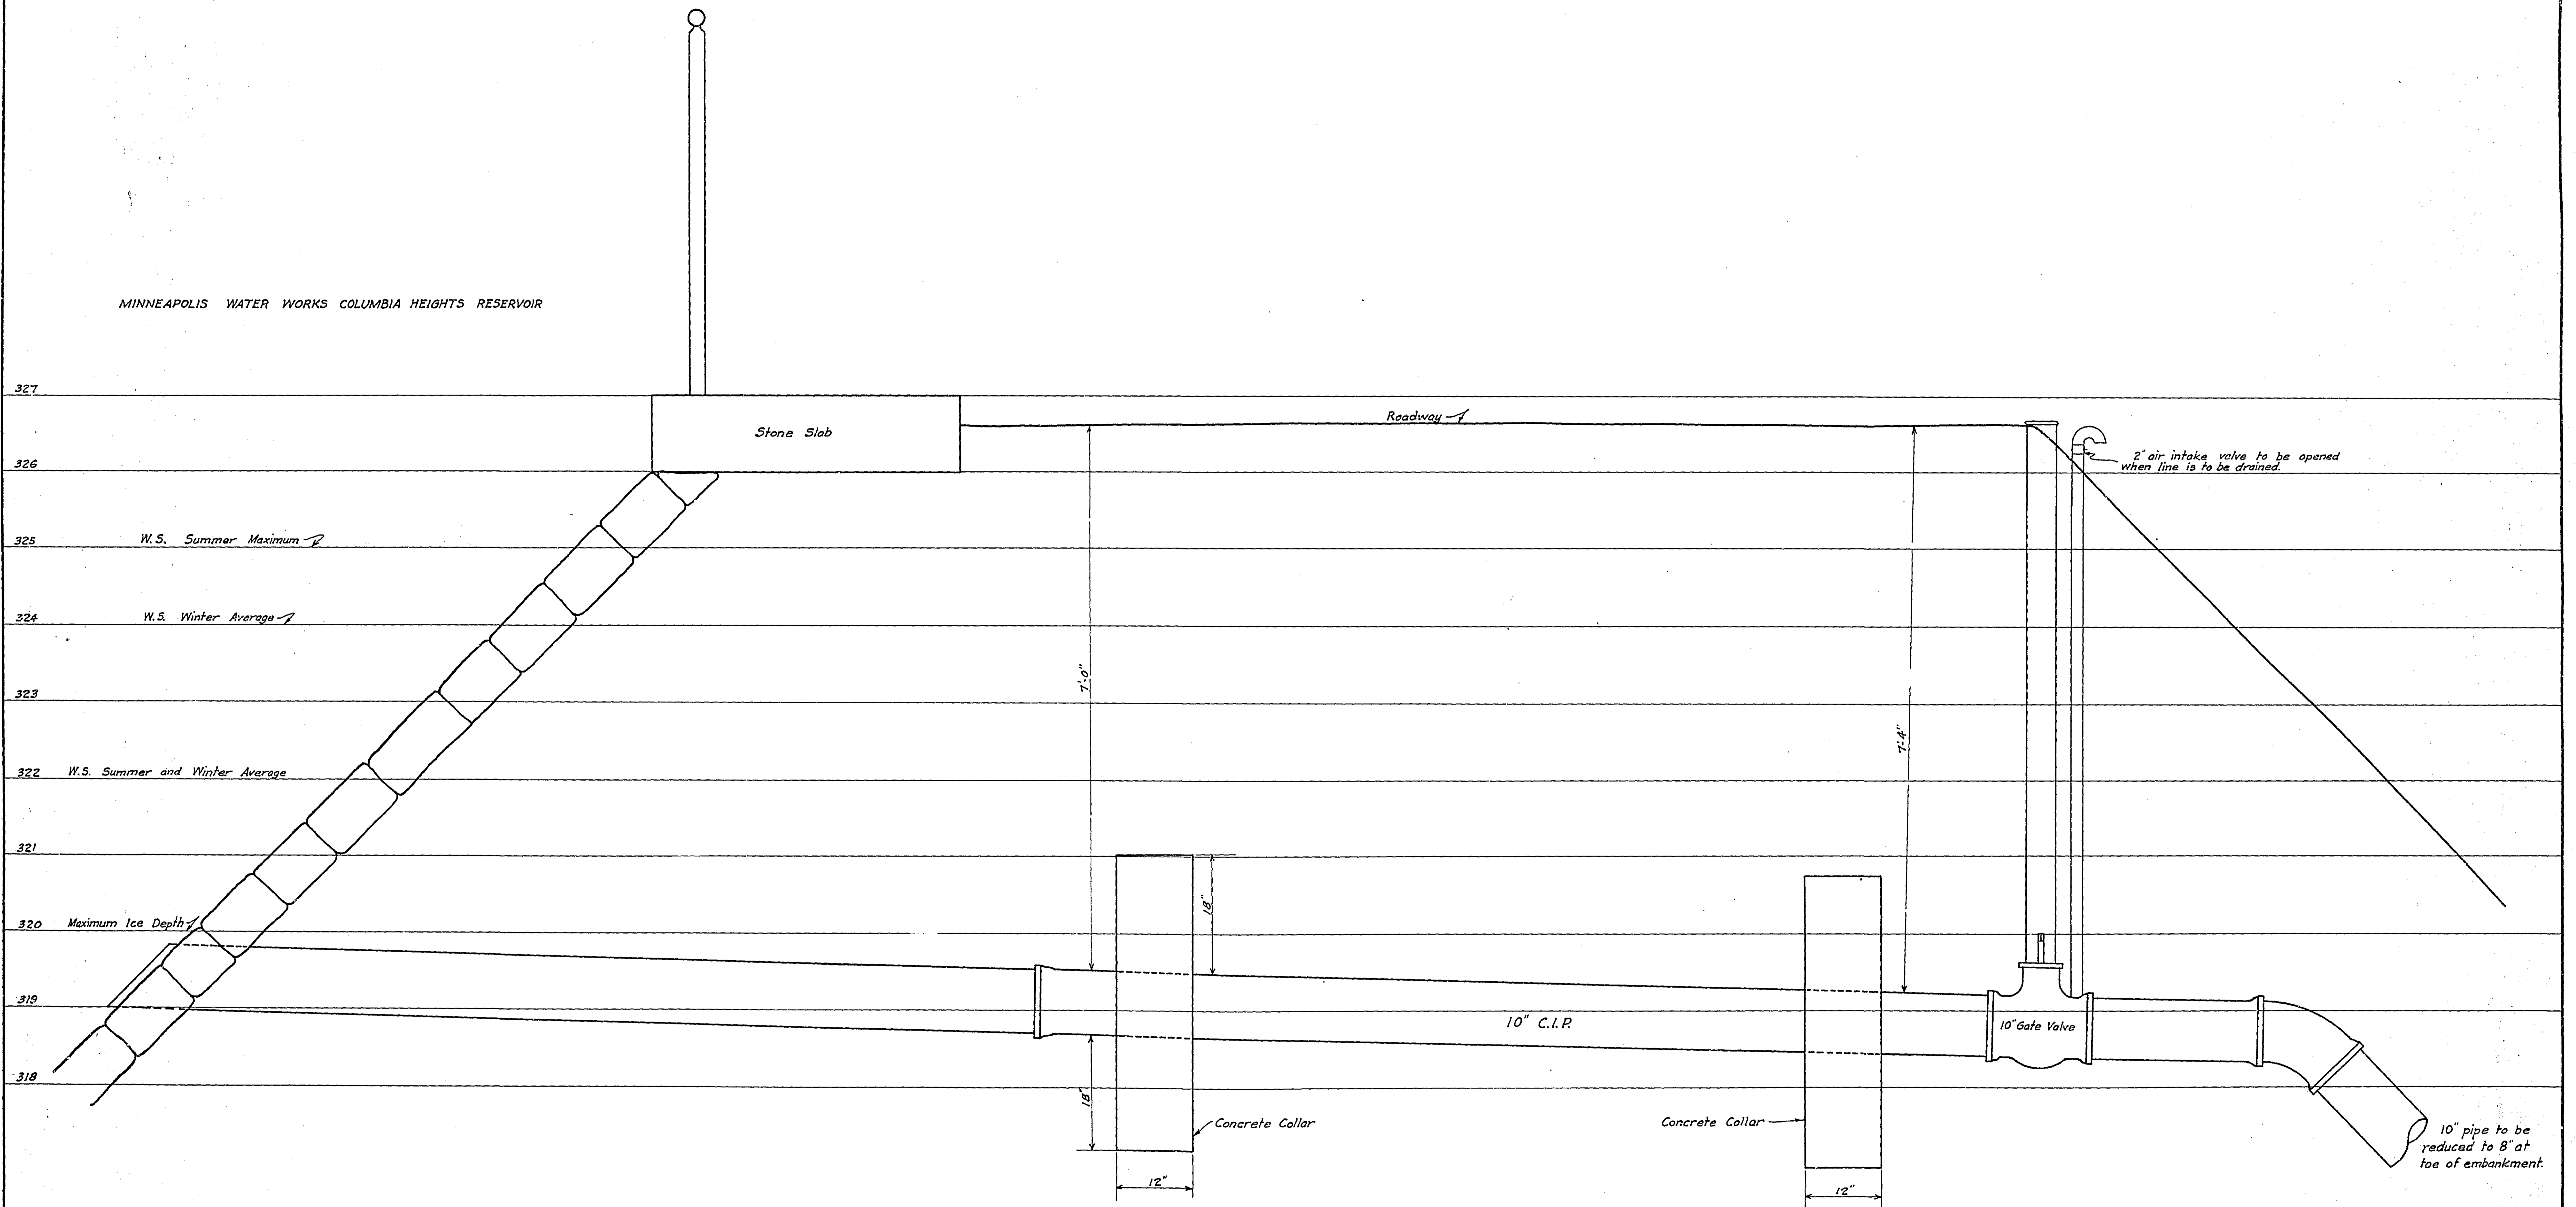 MINNEAPOLIS WATER WORKS COLUMBIA HEIGHTS RESERVOIR
327
Stone Slab
Roadway
326
2" air intake valve to be opened
when line is to be drained.
325
W.S. Summer Maximum
324
W.S. Winter Average
323
7'-0"
7'-4"
322
W.S. Summer and Winter Average
321
18"
320
Maximum Ice Depth
319
10" C.I.P.
10" Gate Valve
318
18"
Concrete Collar
Concrete Collar
10" pipe to be
reduced to 8" at
toe of embankment.
12"
12"